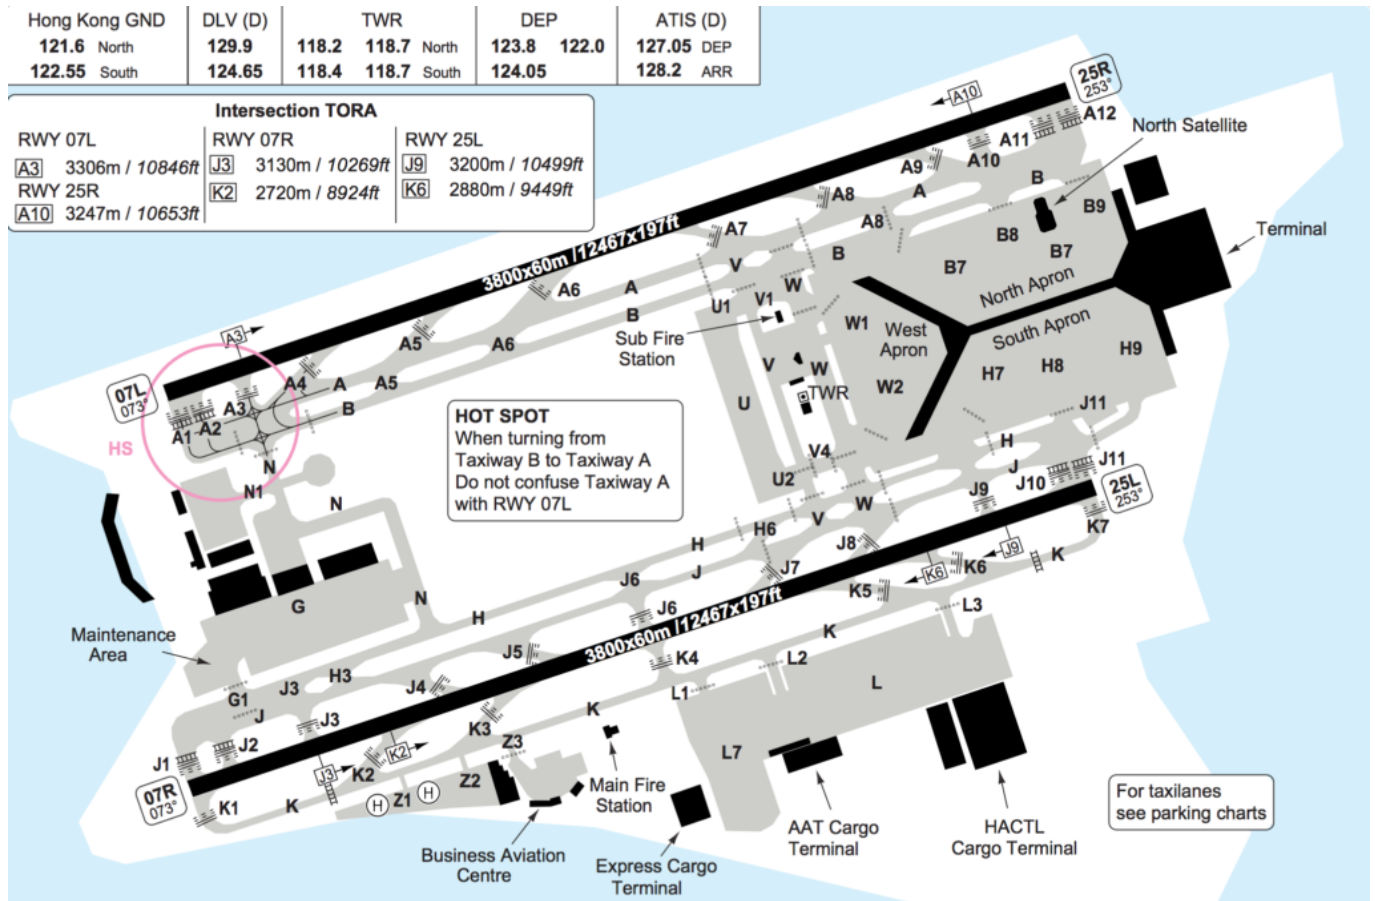 Hong Kong GND
121.6 North
122.55 South
DLV (D)
129.9
124.65
TWR
118.2 118.7 North
118.4 118.7 South
DEP
123.8 122.0
124.05
ATIS (D)
127.05 DEP
128.2 ARR
Intersection TORA
RWY 07L
A3 3306m / 10846ft
RWY 25R
A10 3247m / 10653ft
RWY 07R
J3 3130m / 10269ft
K2 2720m / 8924ft
RWY 25L
J9 3200m / 10499ft
K6 2880m / 9449ft
25R
253°
A10
A12
A11
North Satellite
A10
A9
A
B
A8
B9
A8
Terminal
A7
B8
3800x60m /12467x197ft
B
B7
V
B7
A6
A
W
North Apron
U1
V1
B
A3
Sub Fire
Station
W1
West
Apron
South Apron
A5
A6
H9
V
W
H7
H8
07L
073°
A4
A
A5
W2
TWR
A3
B
U
J11
A1
A2
HS
HOT SPOT
When turning from
Taxiway B to Taxiway A
Do not confuse Taxiway A
with RWY 07L
H
V4
N
J
J11
U2
J10
N1
J9
25L
253°
N
W
V
H6
K7
H
J8
J9
K
J
J7
K6
K6
J6
K5
G
N
L3
J6
H
3800x60m /12467x197ft
K
Maintenance
Area
J5
K4
L2
H3
J4
L
G1
J3
L1
J
J3
K
K3
J2
Z3
L7
J1
K2
J3
K2
Z2
07R
073°
Main Fire
Station
K1
K
H
Z1
H
For taxilanes
see parking charts
AAT Cargo
Terminal
HACTL
Cargo Terminal
Business Aviation
Centre
Express Cargo
Terminal